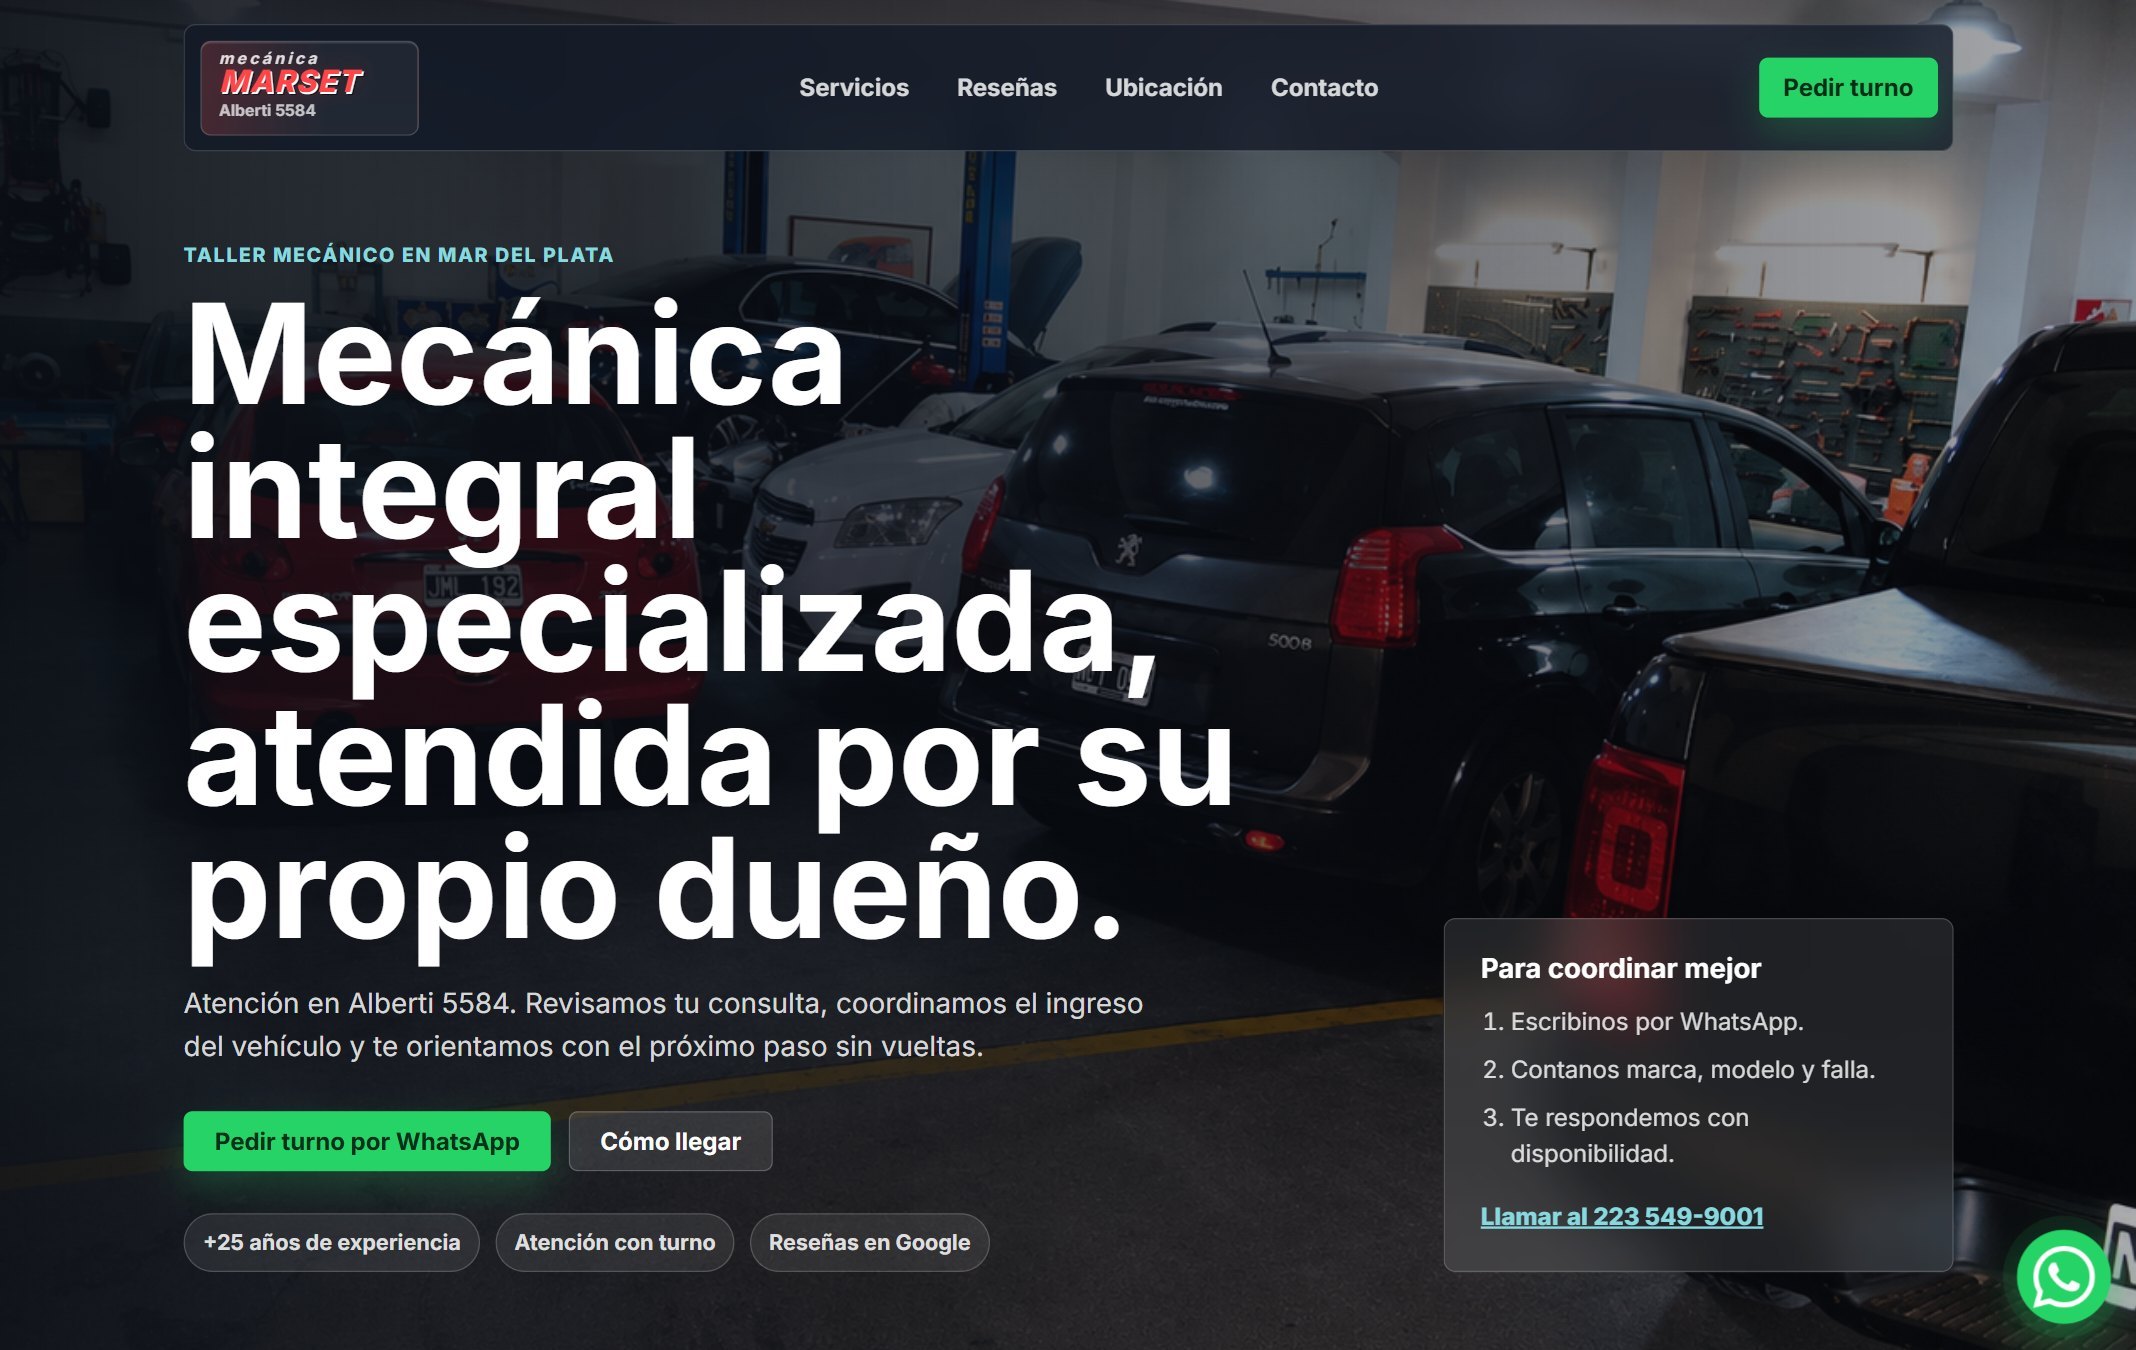 mecánica
MARSET
Alberti 5584
Servicios
Reseñas
Ubicación
Contacto
Pedir turno
TALLER MECÁNICO EN MAR DEL PLATA
Mecánica
integral
especializada,
atendida por su
propio dueño.
Atención en Alberti 5584. Revisamos tu consulta, coordinamos el ingreso
del vehículo y te orientamos con el próximo paso sin vueltas.
Pedir turno por WhatsApp
Cómo llegar
+25 años de experiencia
Atención con turno
Reseñas en Google
Para coordinar mejor
1. Escribinos por WhatsApp.
2. Contanos marca, modelo y falla.
3. Te respondemos con
disponibilidad.
Llamar al 223 549-9001
JML 192
5008